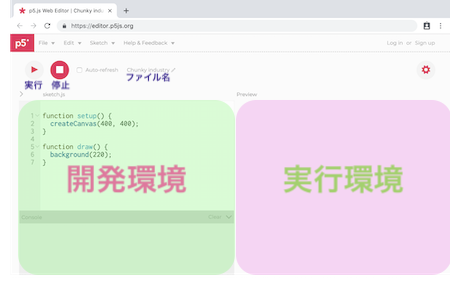 p5.js Web Editor | Chunky Indus
https://editor.p5js.org
p5* File Edit Sketch Help & Feedback Log in or Sign up
Auto-refresh Chunky industry
実行 停止 ファイル名
sketch.js Preview
1 function setup() {
2 createCanvas(400, 400);
3 }
4
5 function draw() {
6 background(220);
7 }
開発環境 実行環境
Console Clear